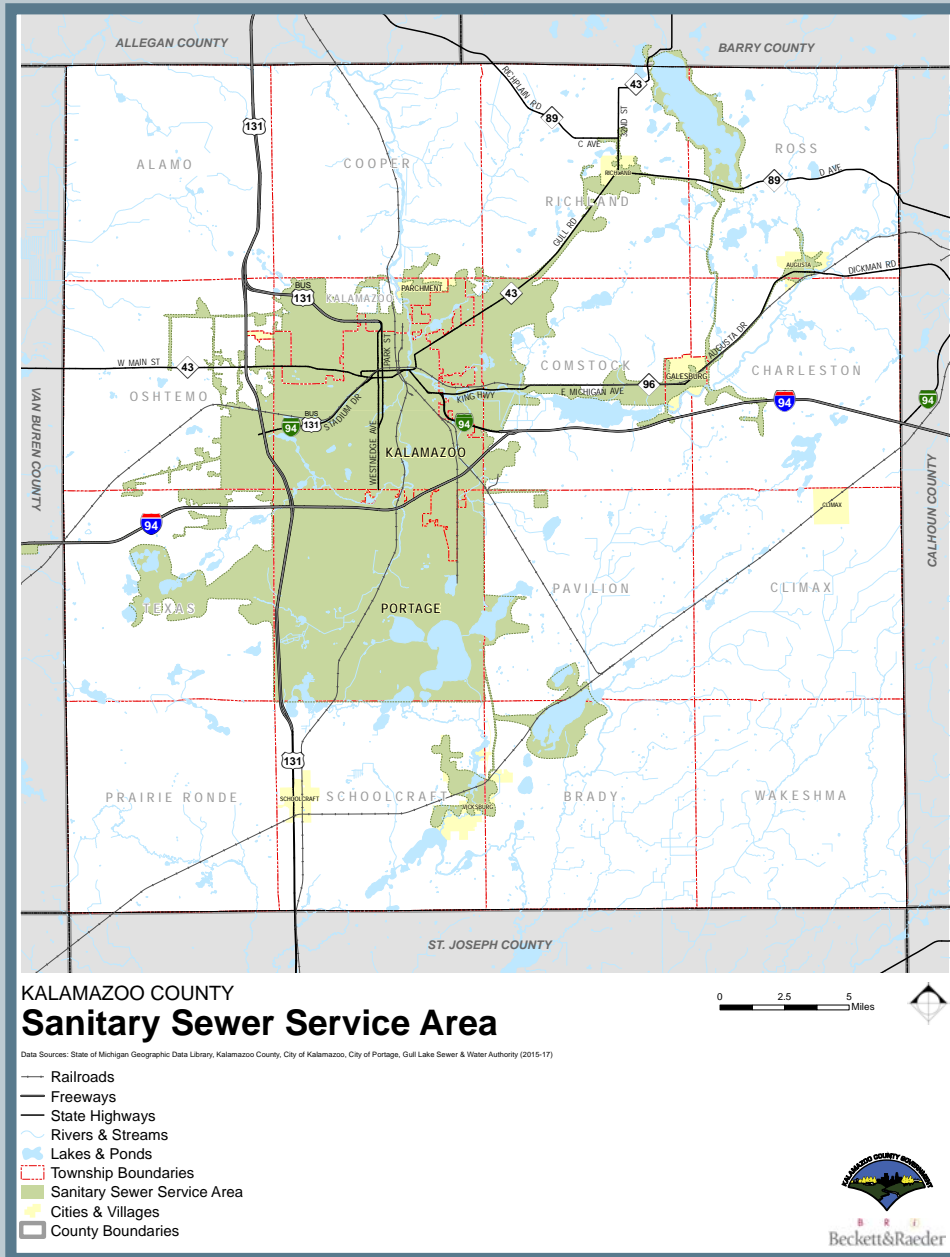 ALLEGAN COUNTY
BARRY COUNTY
RICHPLAIN RD
43
89
32ND ST
C AVE
131
ALAMO
COOPER
ROSS
RICHLAND
89
D AVE
RICHLAND
GULL RD
AUGUSTA
DICKMAN RD
BUS
131
KALAMAZOO
PARCHMENT
43
PARK ST
AUGUSTA DR
W MAIN ST
43
COMSTOCK
GALESBURG
CHARLESTON
96
E MICHIGAN AVE
KING HWY
94
94
OSHTEMO
BUS
94
131
STADIUM DR
94
WESTNEDGE AVE
KALAMAZOO
VAN BUREN COUNTY
CALHOUN COUNTY
94
CLIMAX
PAVILION
CLIMAX
TEXAS
PORTAGE
131
PRAIRIE RONDE
SCHOOLCRAFT
SCHOOLCRAFT
VICKSBURG
BRADY
WAKESHMA
ST. JOSEPH COUNTY
KALAMAZOO COUNTY
Sanitary Sewer Service Area
0 2.5 5
Miles
Data Sources: State of Michigan Geographic Data Library, Kalamazoo County, City of Kalamazoo, City of Portage, Gull Lake Sewer & Water Authority (2015-17)
Railroads
Freeways
State Highways
Rivers & Streams
Lakes & Ponds
Township Boundaries
Sanitary Sewer Service Area
Cities & Villages
County Boundaries
KALAMAZOO COUNTY GOVERNMENT
B R i
Beckett&Raeder